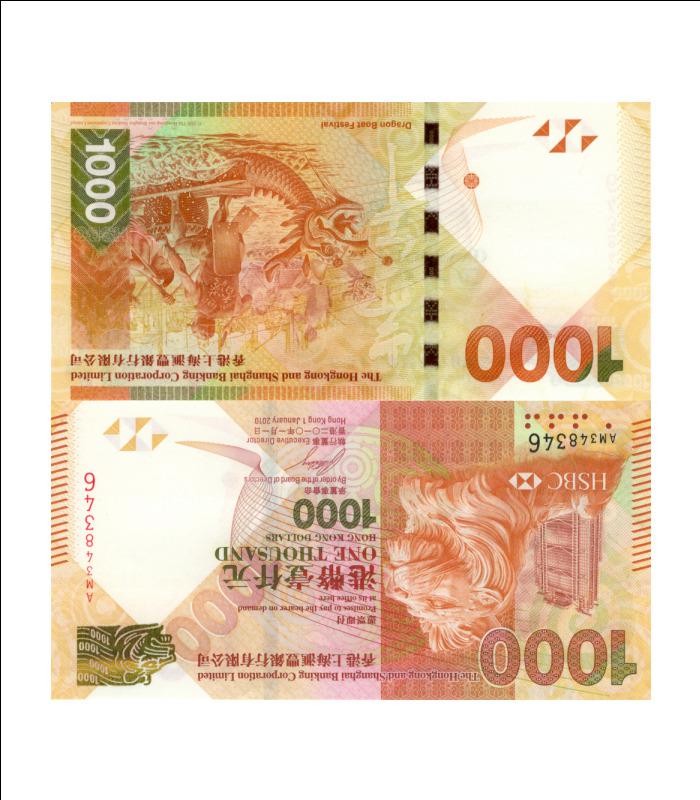 The Hongkong and Shanghai Banking Corporation Limited
香港上海滙豐銀行有限公司
1000
憑票即付
Promises to pay the bearer on demand
at its office here
港幣壹仟元
ONE THOUSAND
HONG KONG DOLLARS
1000
1000
承董事會命
By order of the Board of Directors
執行董事 Executive Director
香港二〇一〇年一月一日
Hong Kong 1 January 2010
HSBC
AM348346
AM348346
1000
The Hongkong and Shanghai Banking Corporation Limited
香港上海滙豐銀行有限公司
Dragon Boat Festival
1000